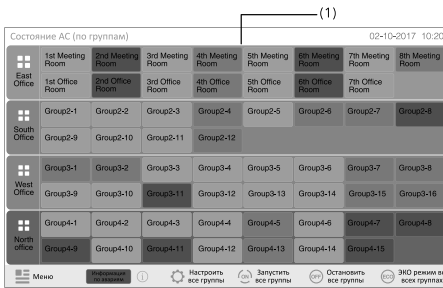 (1)
Состояние AC (по группам) 02-10-2017 10:20
East Office
1st Meeting Room 2nd Meeting Room 3rd Meeting Room 4th Meeting Room 5th Meeting Room 6th Meeting Room 7th Meeting Room 8th Meeting Room
1st Office Room 2nd Office Room 3rd Office Room 4th Office Room 5th Office Room 6th Office Room 7th Office Room
South Office
Group2-1 Group2-2 Group2-3 Group2-4 Group2-5 Group2-6 Group2-7 Group2-8
Group2-9 Group2-10 Group2-11 Group2-12
West Office
Group3-1 Group3-2 Group3-3 Group3-4 Group3-5 Group3-6 Group3-7 Group3-8
Group3-9 Group3-10 Group3-11 Group3-12 Group3-13 Group3-14 Group3-15 Group3-16
North office
Group4-1 Group4-2 Group4-3 Group4-4 Group4-5 Group4-6 Group4-7 Group4-8
Group4-9 Group4-10 Group4-11 Group4-12 Group4-13 Group4-14 Group4-15
Меню Информация по авариям i Настроить все группы ON Запустить все группы OFF Остановить все группы ECO ЭКО режим в всех группах